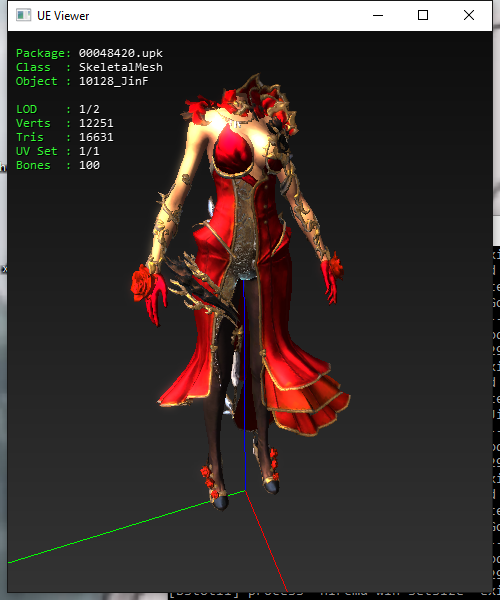 UE Viewer
Package: 00048420.upk
Class : SkeletalMesh
Object : 10128_JinF
LOD : 1/2
Verts : 12251
Tris : 16631
UV Set : 1/1
Bones : 100